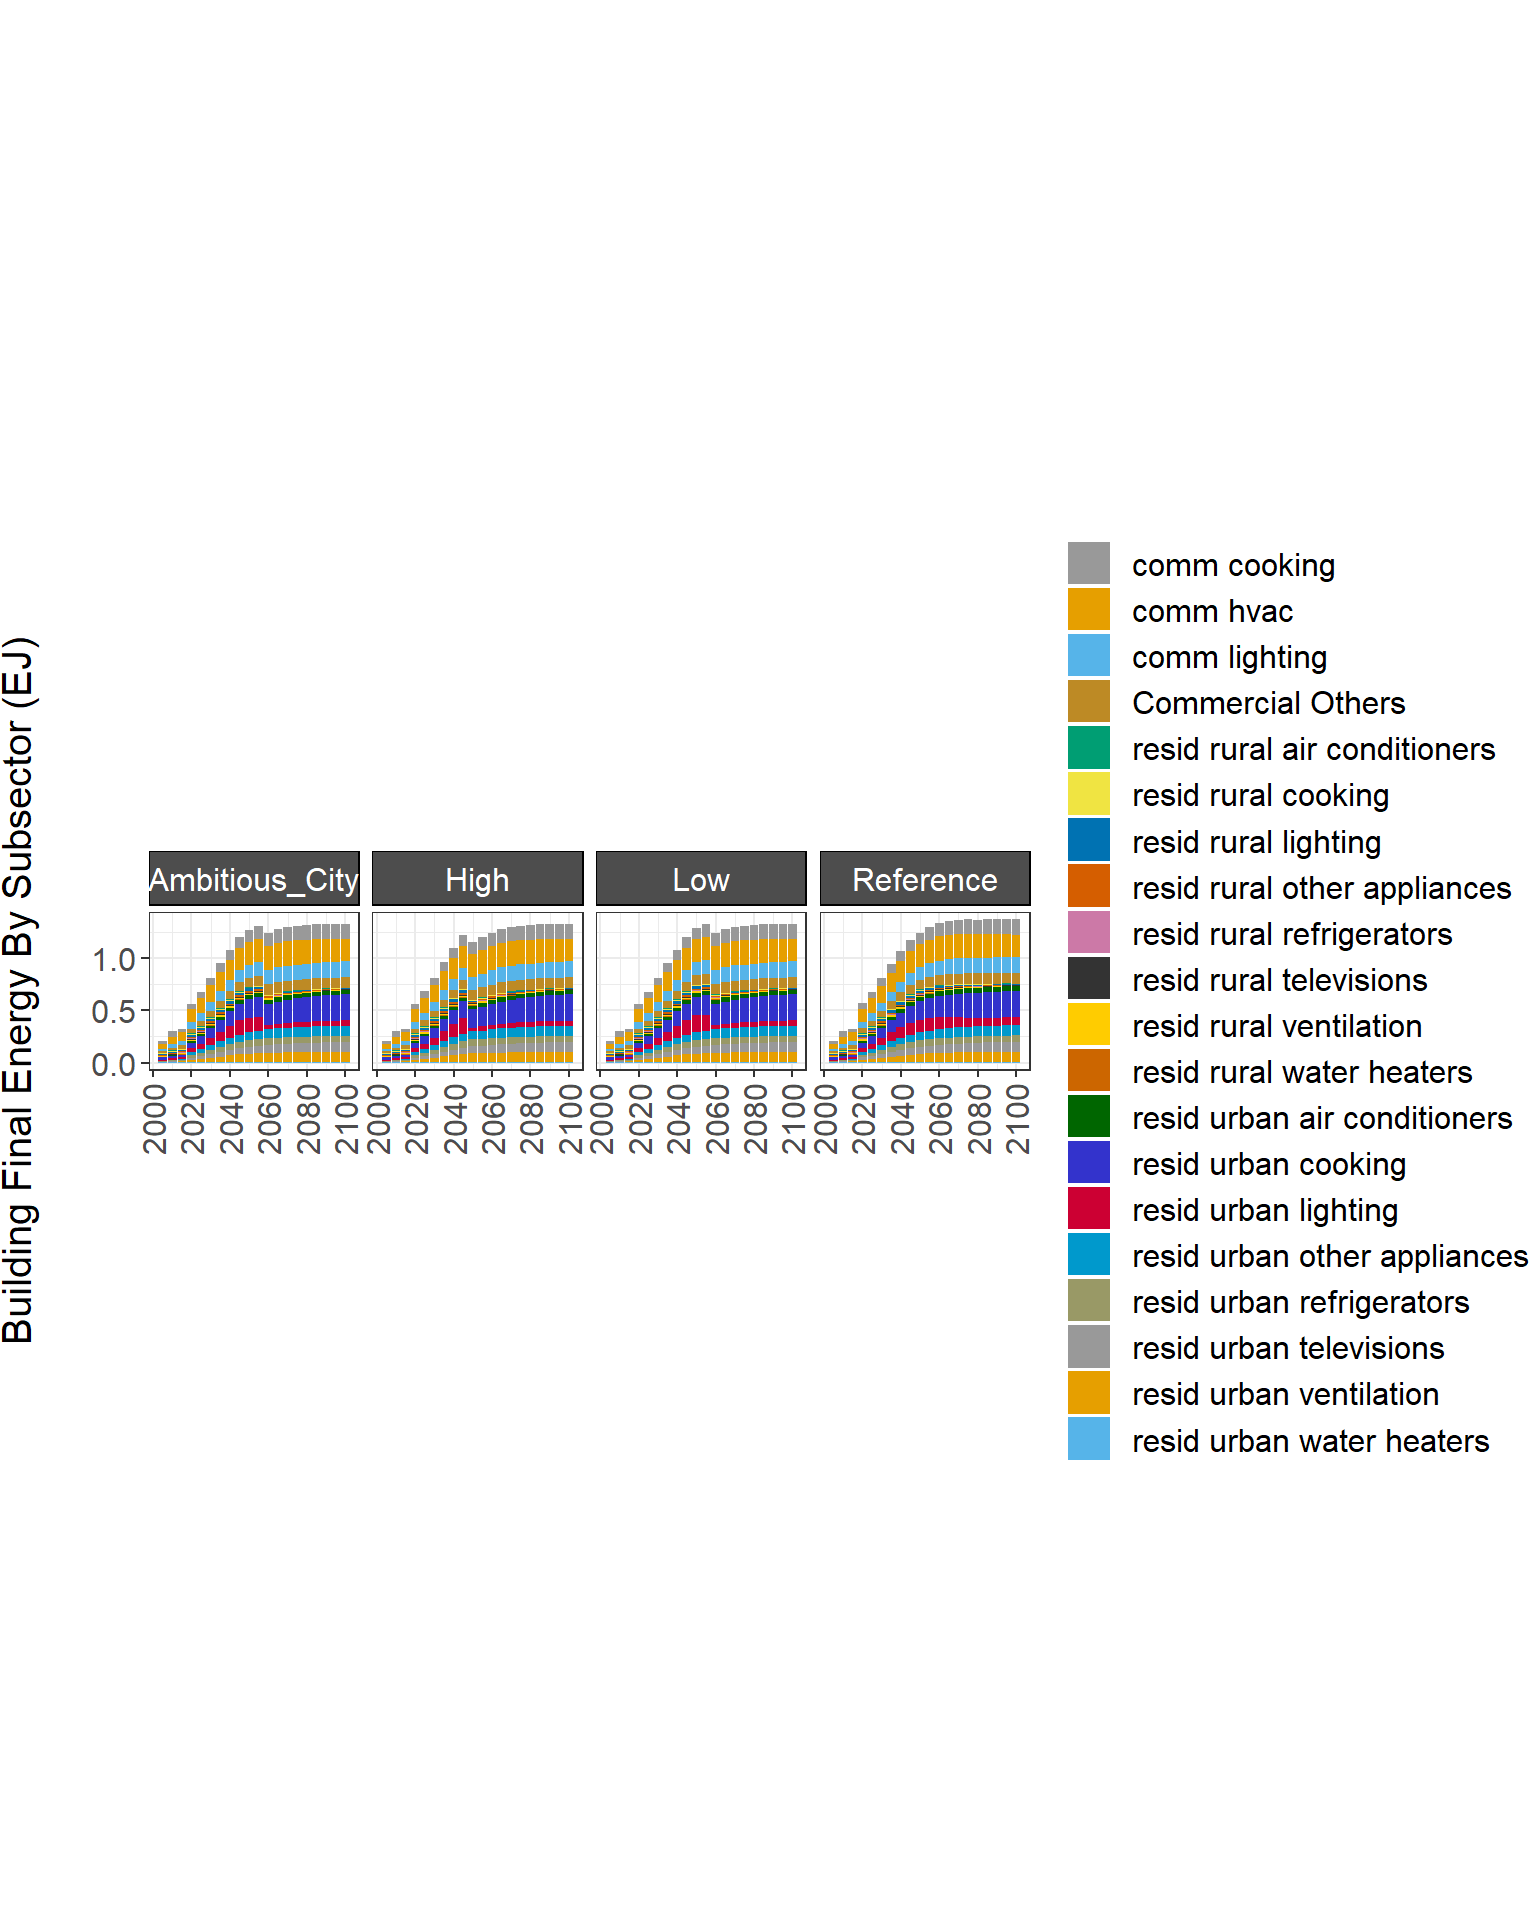 Building Final Energy By Subsector (EJ)
Ambitious_City
High
Low
Reference
1.0
0.5
0.0
2000 2020 2040 2060 2080 2100
2000 2020 2040 2060 2080 2100
2000 2020 2040 2060 2080 2100
2000 2020 2040 2060 2080 2100
comm cooking
comm hvac
comm lighting
Commercial Others
resid rural air conditioners
resid rural cooking
resid rural lighting
resid rural other appliances
resid rural refrigerators
resid rural televisions
resid rural ventilation
resid rural water heaters
resid urban air conditioners
resid urban cooking
resid urban lighting
resid urban other appliances
resid urban refrigerators
resid urban televisions
resid urban ventilation
resid urban water heaters